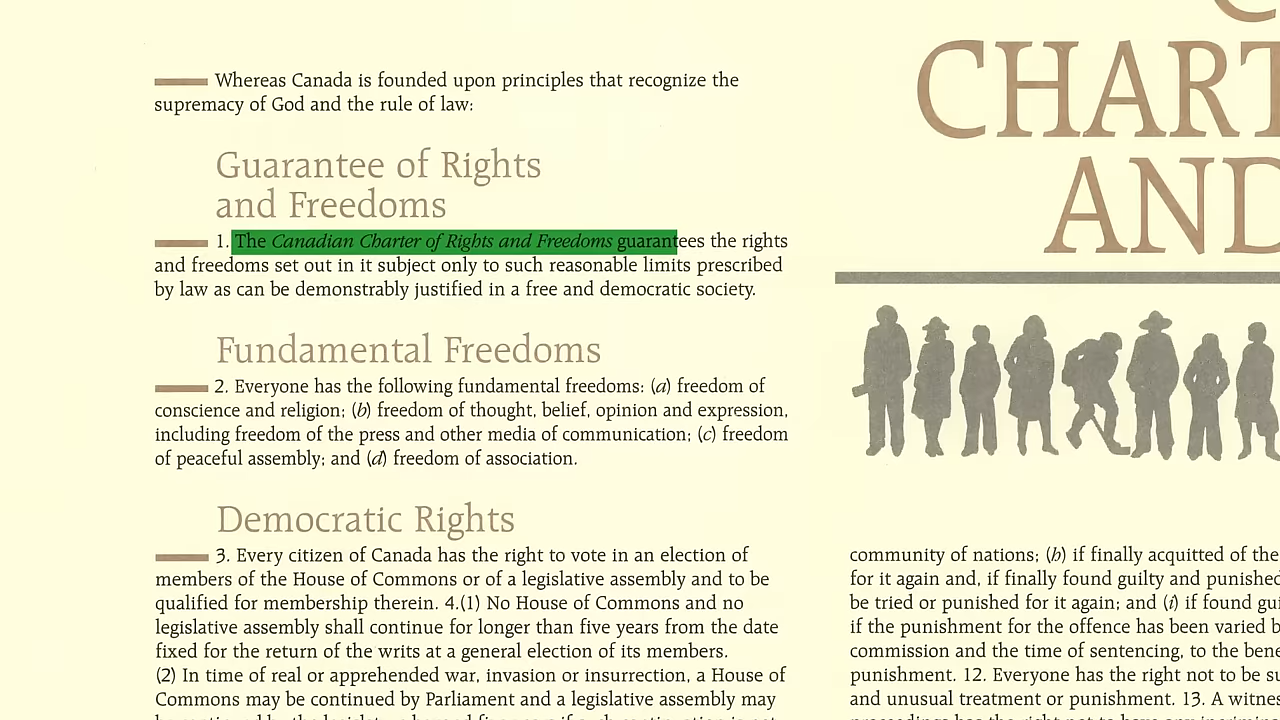 Whereas Canada is founded upon principles that recognize the
supremacy of God and the rule of law:
Guarantee of Rights
and Freedoms
1. The Canadian Charter of Rights and Freedoms guarantees the rights
and freedoms set out in it subject only to such reasonable limits prescribed
by law as can be demonstrably justified in a free and democratic society.
Fundamental Freedoms
2. Everyone has the following fundamental freedoms: (a) freedom of
conscience and religion; (b) freedom of thought, belief, opinion and expression,
including freedom of the press and other media of communication; (c) freedom
of peaceful assembly; and (d) freedom of association.
Democratic Rights
3. Every citizen of Canada has the right to vote in an election of
members of the House of Commons or of a legislative assembly and to be
qualified for membership therein. 4.(1) No House of Commons and no
legislative assembly shall continue for longer than five years from the date
fixed for the return of the writs at a general election of its members.
(2) In time of real or apprehended war, invasion or insurrection, a House of
Commons may be continued by Parliament and a legislative assembly may
CHART
AND
community of nations; (h) if finally acquitted of the
for it again and, if finally found guilty and punished
be tried or punished for it again; and (i) if found gui
if the punishment for the offence has been varied b
commission and the time of sentencing, to the bene
punishment. 12. Everyone has the right not to be su
and unusual treatment or punishment. 13. A witne